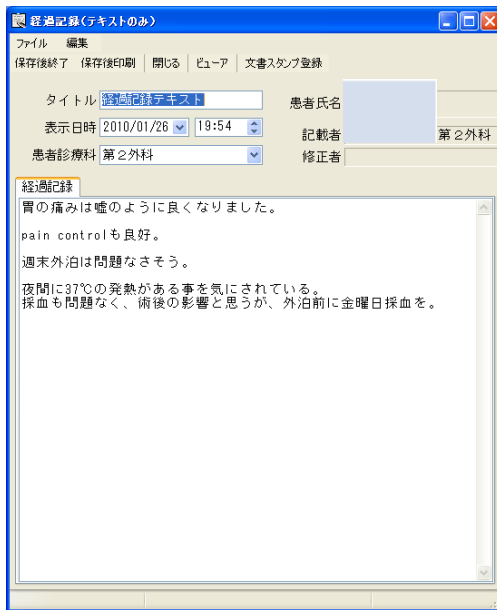 経過記録(テキストのみ)
ファイル 編集
保存後終了 保存後印刷 閉じる ビューア 文書スタンプ登録
タイトル 経過記録テキスト 患者氏名
表示日時 2010/01/26 19:54 記載者 第2外科
患者診療科 第2外科 修正者
経過記録
胃の痛みは嘘のように良くなりました。
pain controlも良好。
週末外泊は問題なさそう。
夜間に37℃の発熱がある事を気にされている。
採血も問題なく、術後の影響と思うが、外泊前に金曜日採血を。